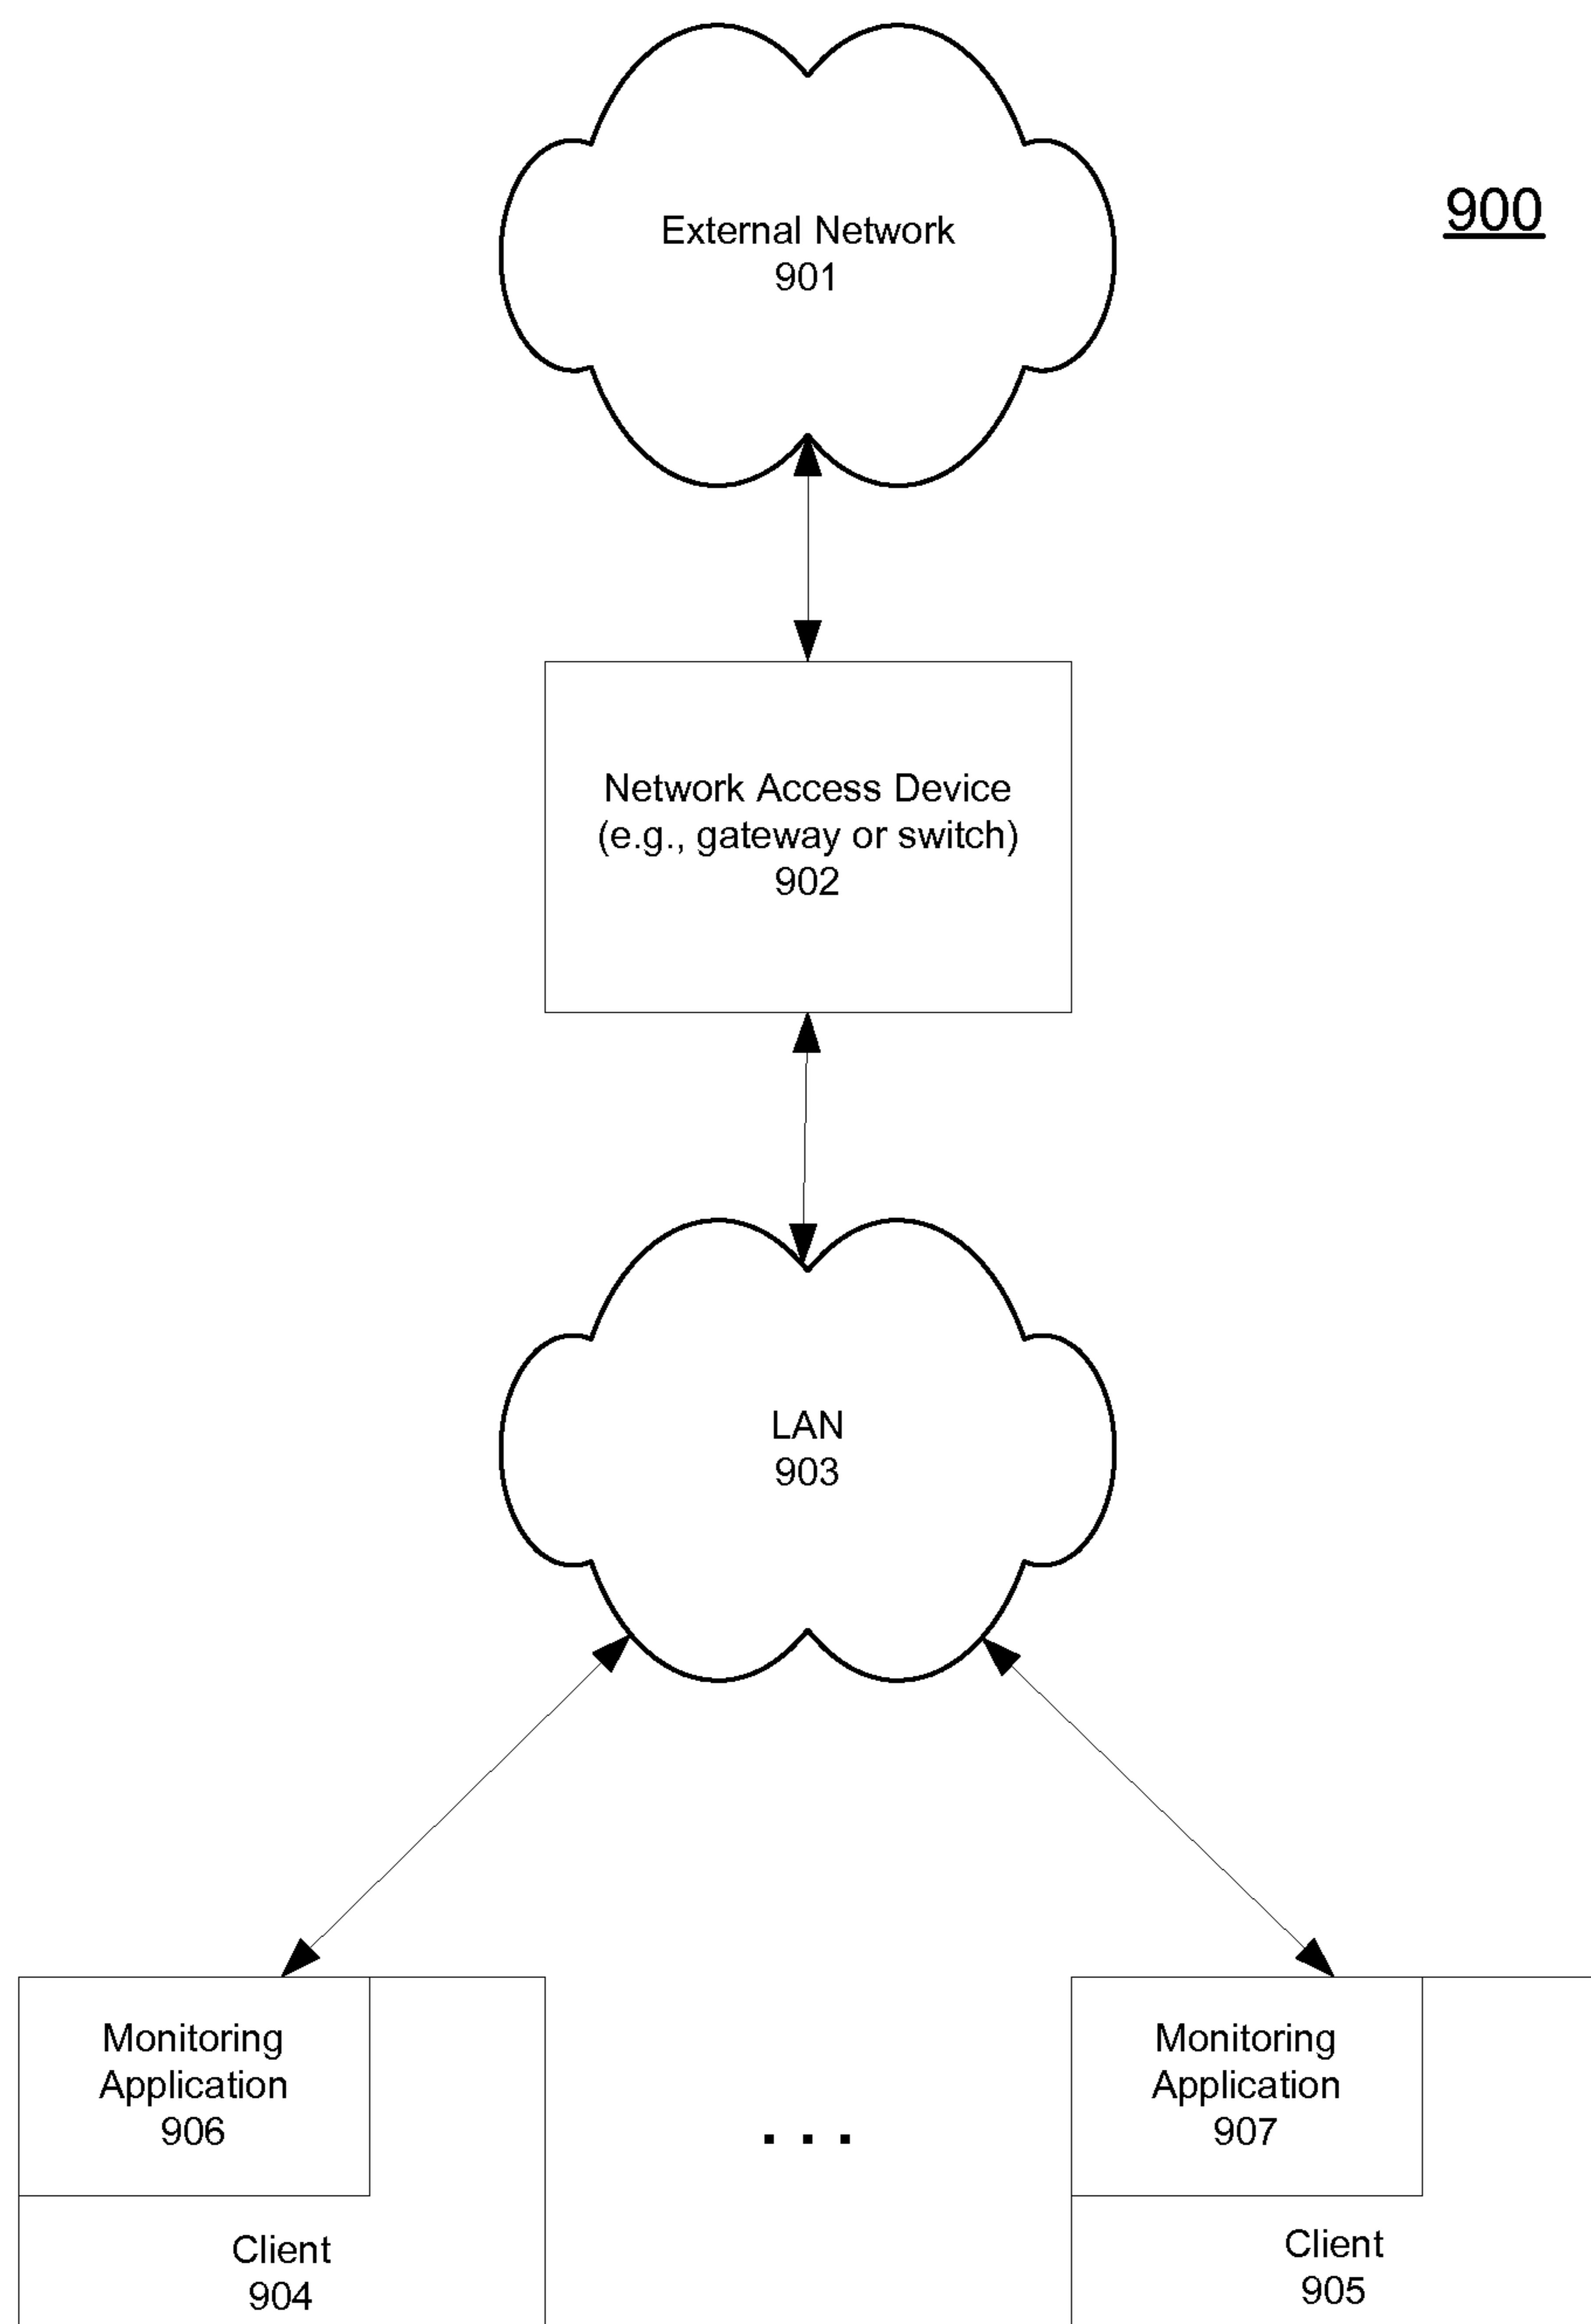 External Network
901
900
Network Access Device
(e.g., gateway or switch)
902
LAN
903
Monitoring
Application
906
Client
904
. . .
Monitoring
Application
907
Client
905